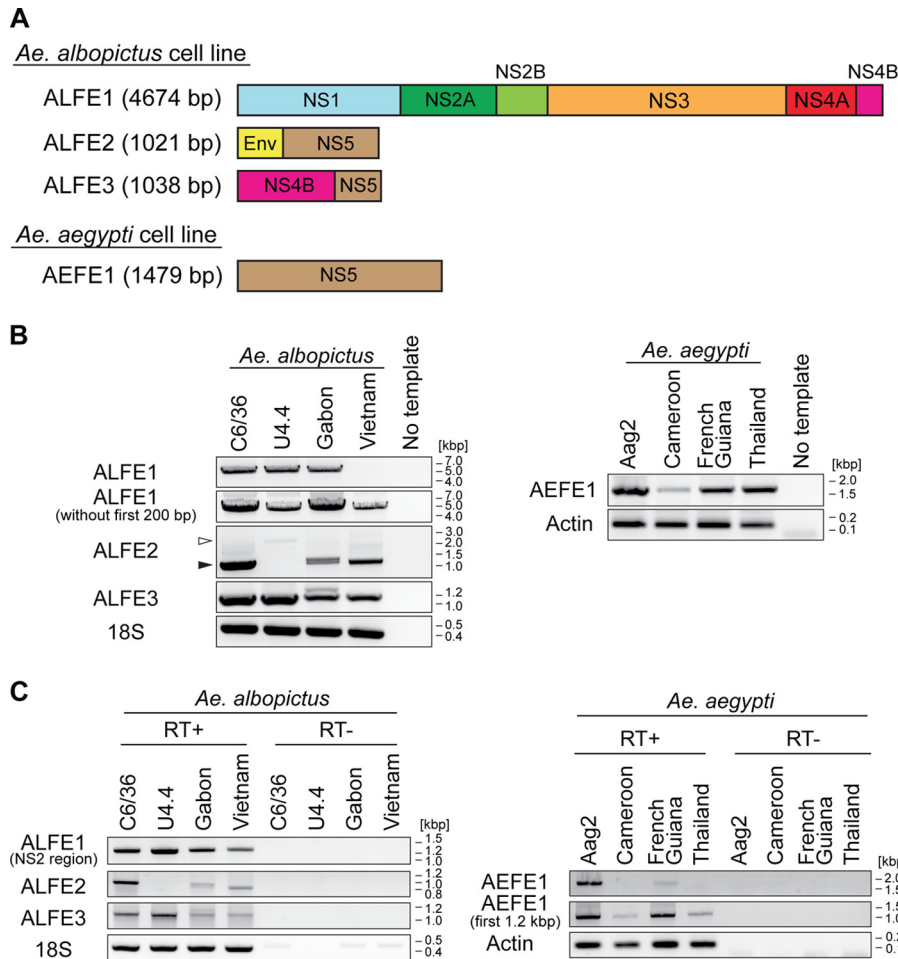 A
Ae. albopictus cell line
NS2B
NS4B
ALFE1 (4674 bp)
NS1
NS2A
NS3
NS4A
ALFE2 (1021 bp)
Env
NS5
ALFE3 (1038 bp)
NS4B
NS5
Ae. aegypti cell line
AEFE1 (1479 bp)
NS5
B
Ae. albopictus
C6/36
U4.4
Gabon
Vietnam
No template
[kbp]
ALFE1
7.0
5.0
4.0
ALFE1
(without first 200 bp)
7.0
5.0
4.0
ALFE2
3.0
2.0
1.5
1.0
ALFE3
1.2
1.0
18S
0.5
0.4
Ae. aegypti
Aag2
Cameroon
French
Guiana
Thailand
No template
[kbp]
AEFE1
2.0
1.5
Actin
0.2
0.1
C
Ae. albopictus
RT+
RT-
C6/36
U4.4
Gabon
Vietnam
C6/36
U4.4
Gabon
Vietnam
[kbp]
ALFE1
(NS2 region)
1.5
1.2
1.0
ALFE2
1.2
1.0
0.8
ALFE3
1.2
1.0
18S
0.5
0.4
Ae. aegypti
RT+
RT-
Aag2
Cameroon
French
Guiana
Thailand
Aag2
Cameroon
French
Guiana
Thailand
AEFE1
2.0
1.5
AEFE1
(first 1.2 kbp)
1.5
1.0
Actin